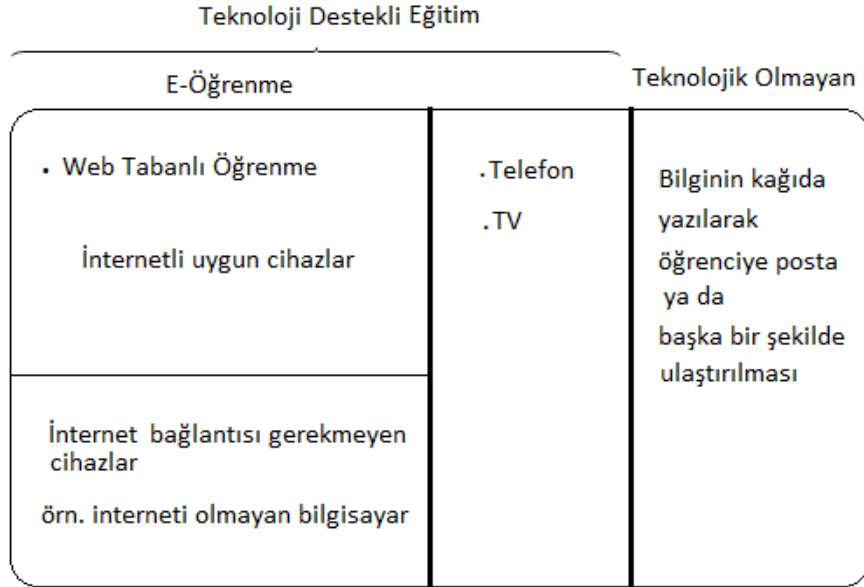 Teknoloji Destekli Eğitim
E-Öğrenme
Teknolojik Olmayan
. Web Tabanlı Öğrenme
İnternetli uygun cihazlar
İnternet bağlantısı gerekmeyen
cihazlar
örn. interneti olmayan bilgisayar
.Telefon
.TV
Bilginin kağıda
yazılarak
öğrenciye posta
ya da
başka bir şekilde
ulaştırılması